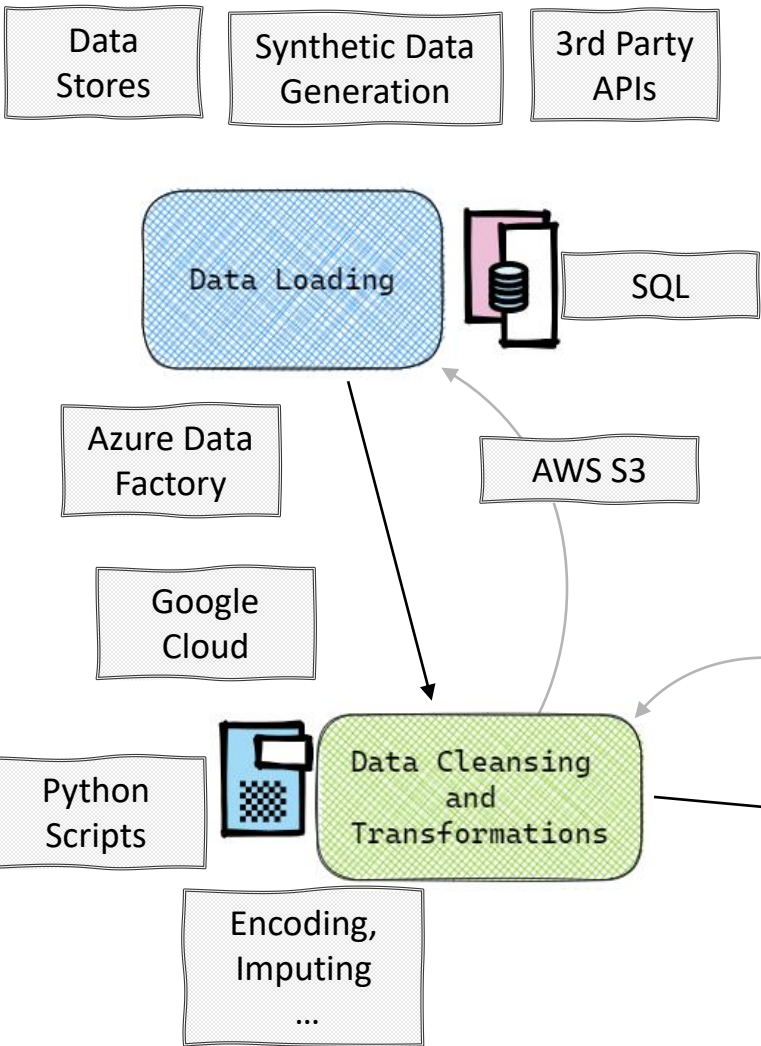 Data
Stores
Synthetic Data
Generation
3rd Party
APIs
Data Loading
SQL
Azure Data
Factory
AWS S3
Google
Cloud
Python
Scripts
Data Cleansing
and
Transformations
Encoding,
Imputing
...